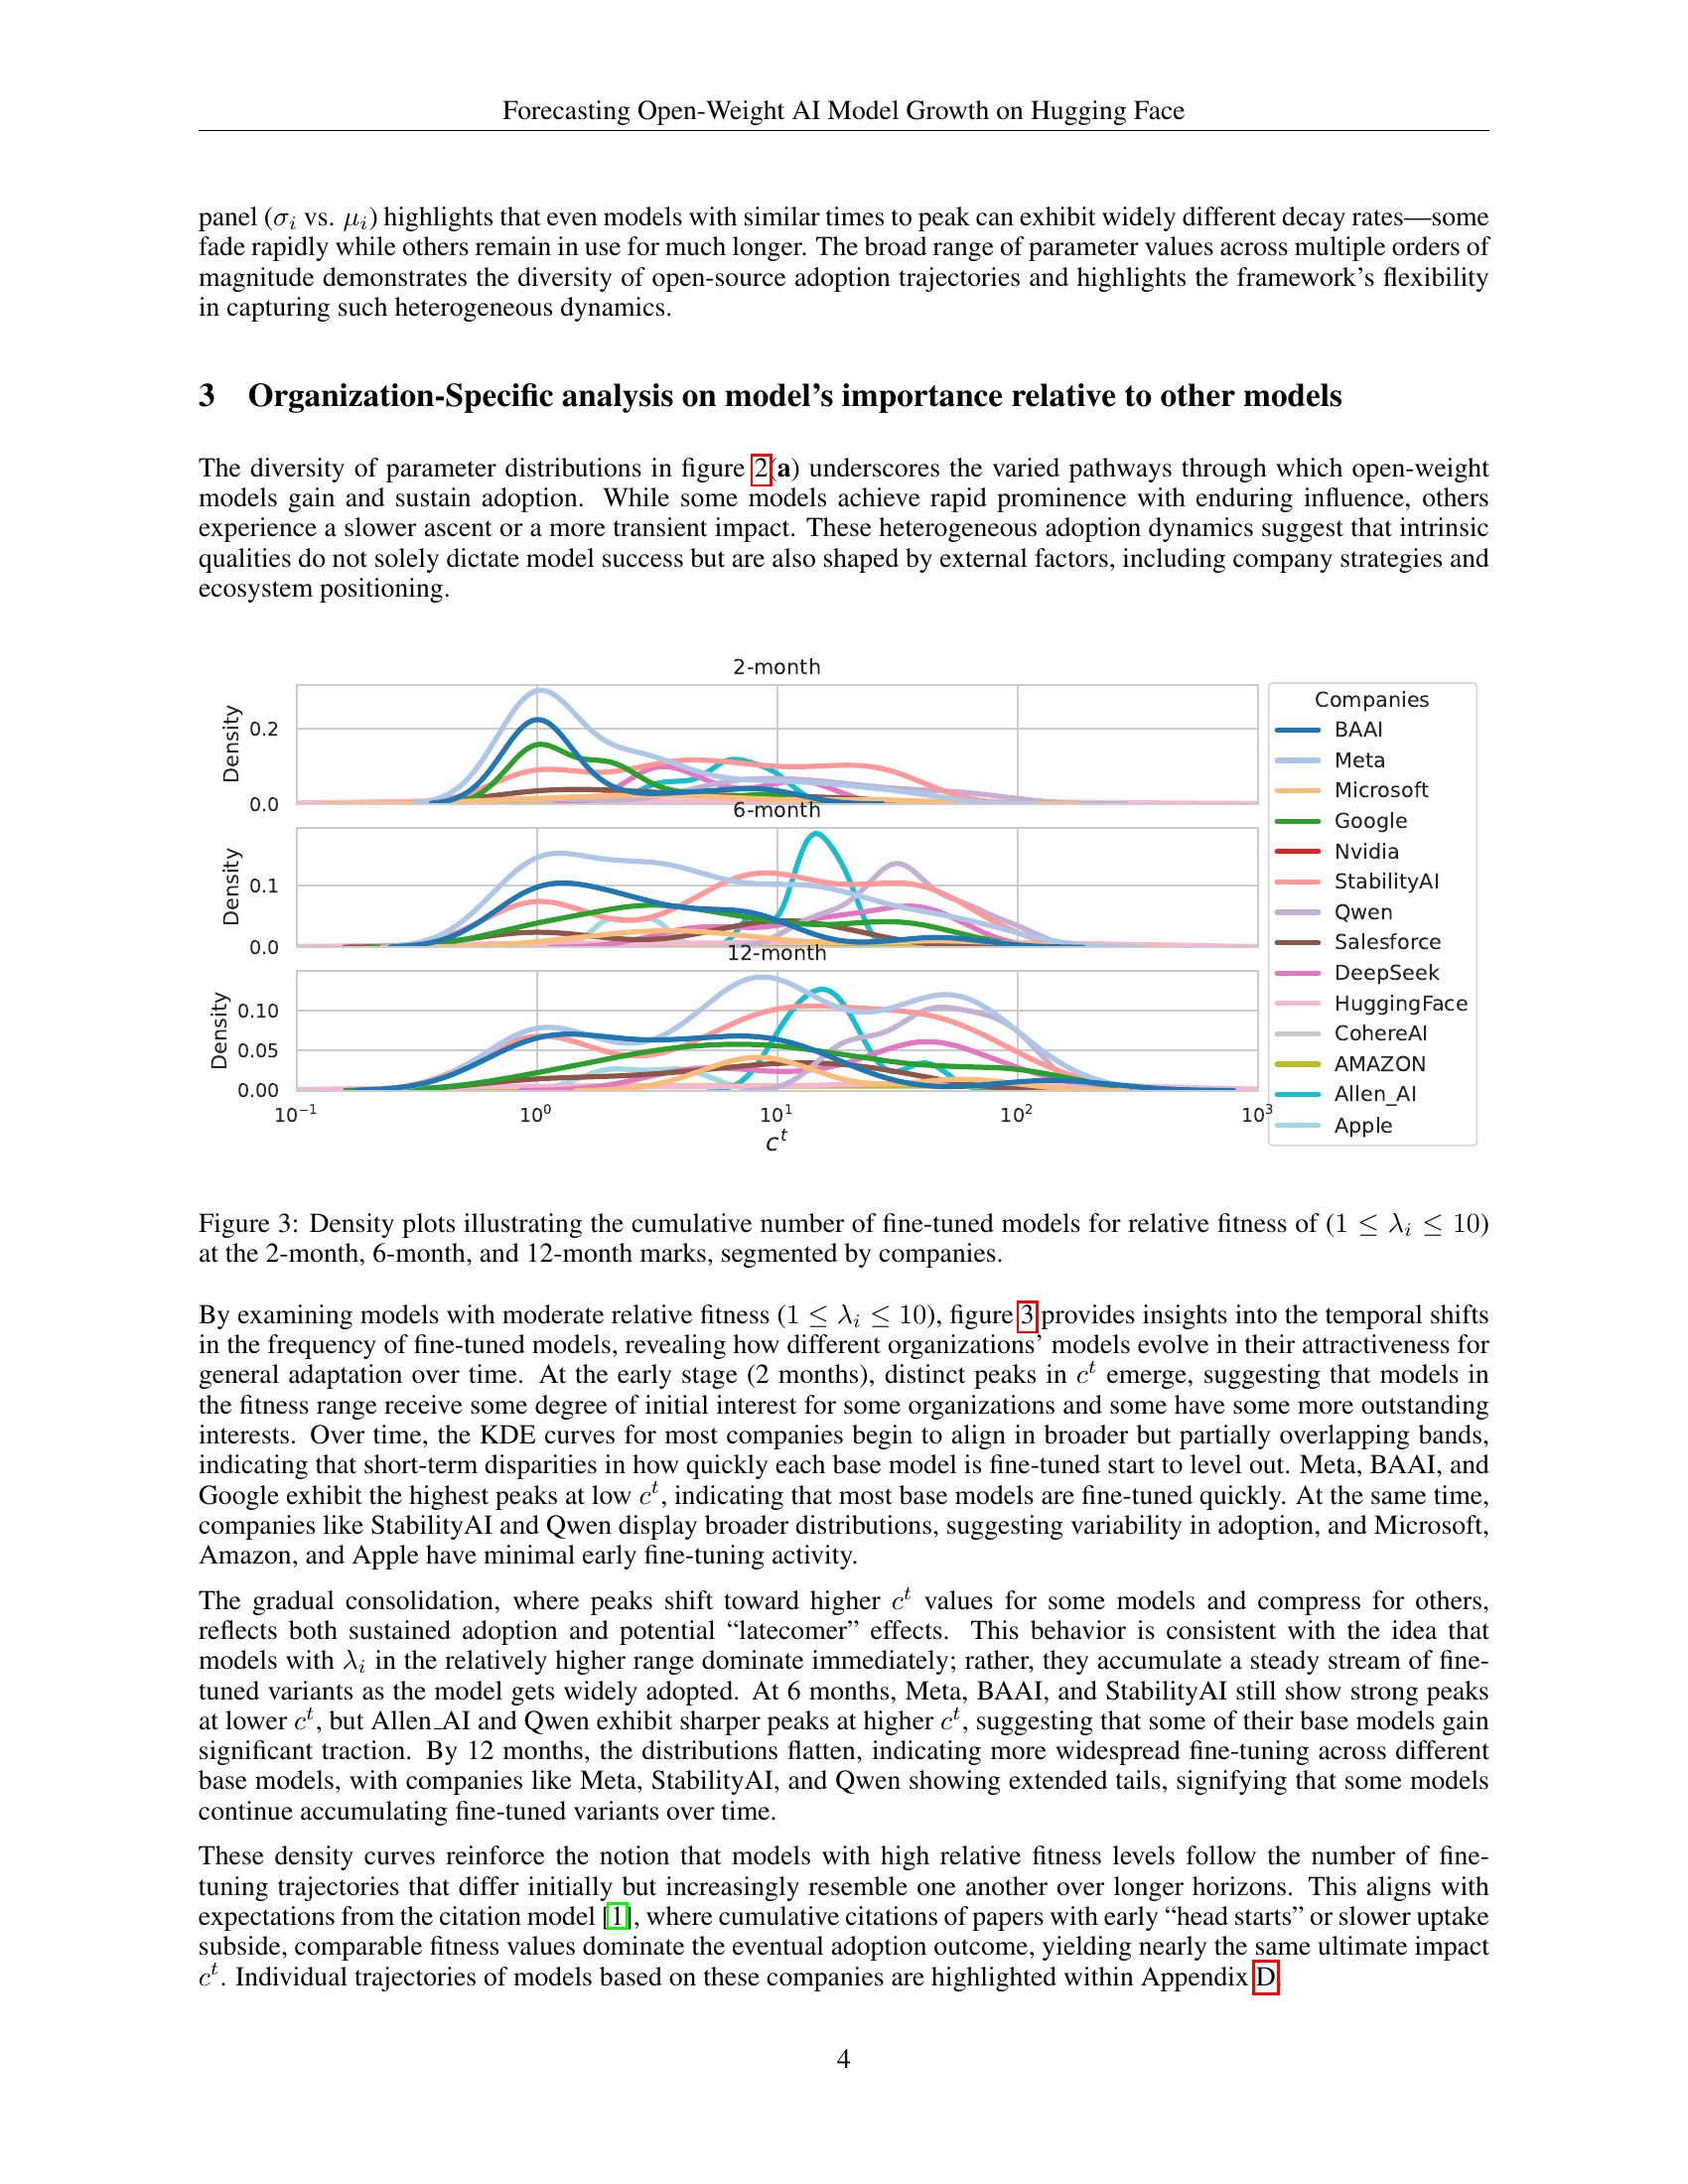 Forecasting Open-Weight AI Model Growth on Hugging Face
panel (σi vs. μi) highlights that even models with similar times to peak can exhibit widely different decay rates—some
fade rapidly while others remain in use for much longer. The broad range of parameter values across multiple orders of
magnitude demonstrates the diversity of open-source adoption trajectories and highlights the framework's flexibility
in capturing such heterogeneous dynamics.
3 Organization-Specific analysis on model's importance relative to other models
The diversity of parameter distributions in figure 2(a) underscores the varied pathways through which open-weight
models gain and sustain adoption. While some models achieve rapid prominence with enduring influence, others
experience a slower ascent or a more transient impact. These heterogeneous adoption dynamics suggest that intrinsic
qualities do not solely dictate model success but are also shaped by external factors, including company strategies and
ecosystem positioning.
2-month
Density
0.2
0.0
6-month
Density
0.1
0.0
12-month
Density
0.10
0.05
0.00
10⁻¹ 10⁰ 10¹ 10² 10³
cᵗ
Companies
BAAI
Meta
Microsoft
Google
Nvidia
StabilityAI
Qwen
Salesforce
DeepSeek
HuggingFace
CohereAI
AMAZON
Allen_AI
Apple
Figure 3: Density plots illustrating the cumulative number of fine-tuned models for relative fitness of (1 ≤ λi ≤ 10)
at the 2-month, 6-month, and 12-month marks, segmented by companies.
By examining models with moderate relative fitness (1 ≤ λi ≤ 10), figure 3 provides insights into the temporal shifts
in the frequency of fine-tuned models, revealing how different organizations' models evolve in their attractiveness for
general adaptation over time. At the early stage (2 months), distinct peaks in cᵗ emerge, suggesting that models in
the fitness range receive some degree of initial interest for some organizations and some have some more outstanding
interests. Over time, the KDE curves for most companies begin to align in broader but partially overlapping bands,
indicating that short-term disparities in how quickly each base model is fine-tuned start to level out. Meta, BAAI, and
Google exhibit the highest peaks at low cᵗ, indicating that most base models are fine-tuned quickly. At the same time,
companies like StabilityAI and Qwen display broader distributions, suggesting variability in adoption, and Microsoft,
Amazon, and Apple have minimal early fine-tuning activity.
The gradual consolidation, where peaks shift toward higher cᵗ values for some models and compress for others,
reflects both sustained adoption and potential “latecomer” effects. This behavior is consistent with the idea that
models with λi in the relatively higher range dominate immediately; rather, they accumulate a steady stream of fine-
tuned variants as the model gets widely adopted. At 6 months, Meta, BAAI, and StabilityAI still show strong peaks
at lower cᵗ, but Allen_AI and Qwen exhibit sharper peaks at higher cᵗ, suggesting that some of their base models gain
significant traction. By 12 months, the distributions flatten, indicating more widespread fine-tuning across different
base models, with companies like Meta, StabilityAI, and Qwen showing extended tails, signifying that some models
continue accumulating fine-tuned variants over time.
These density curves reinforce the notion that models with high relative fitness levels follow the number of fine-
tuning trajectories that differ initially but increasingly resemble one another over longer horizons. This aligns with
expectations from the citation model [1], where cumulative citations of papers with early “head starts” or slower uptake
subside, comparable fitness values dominate the eventual adoption outcome, yielding nearly the same ultimate impact
cᵗ. Individual trajectories of models based on these companies are highlighted within Appendix D.
4